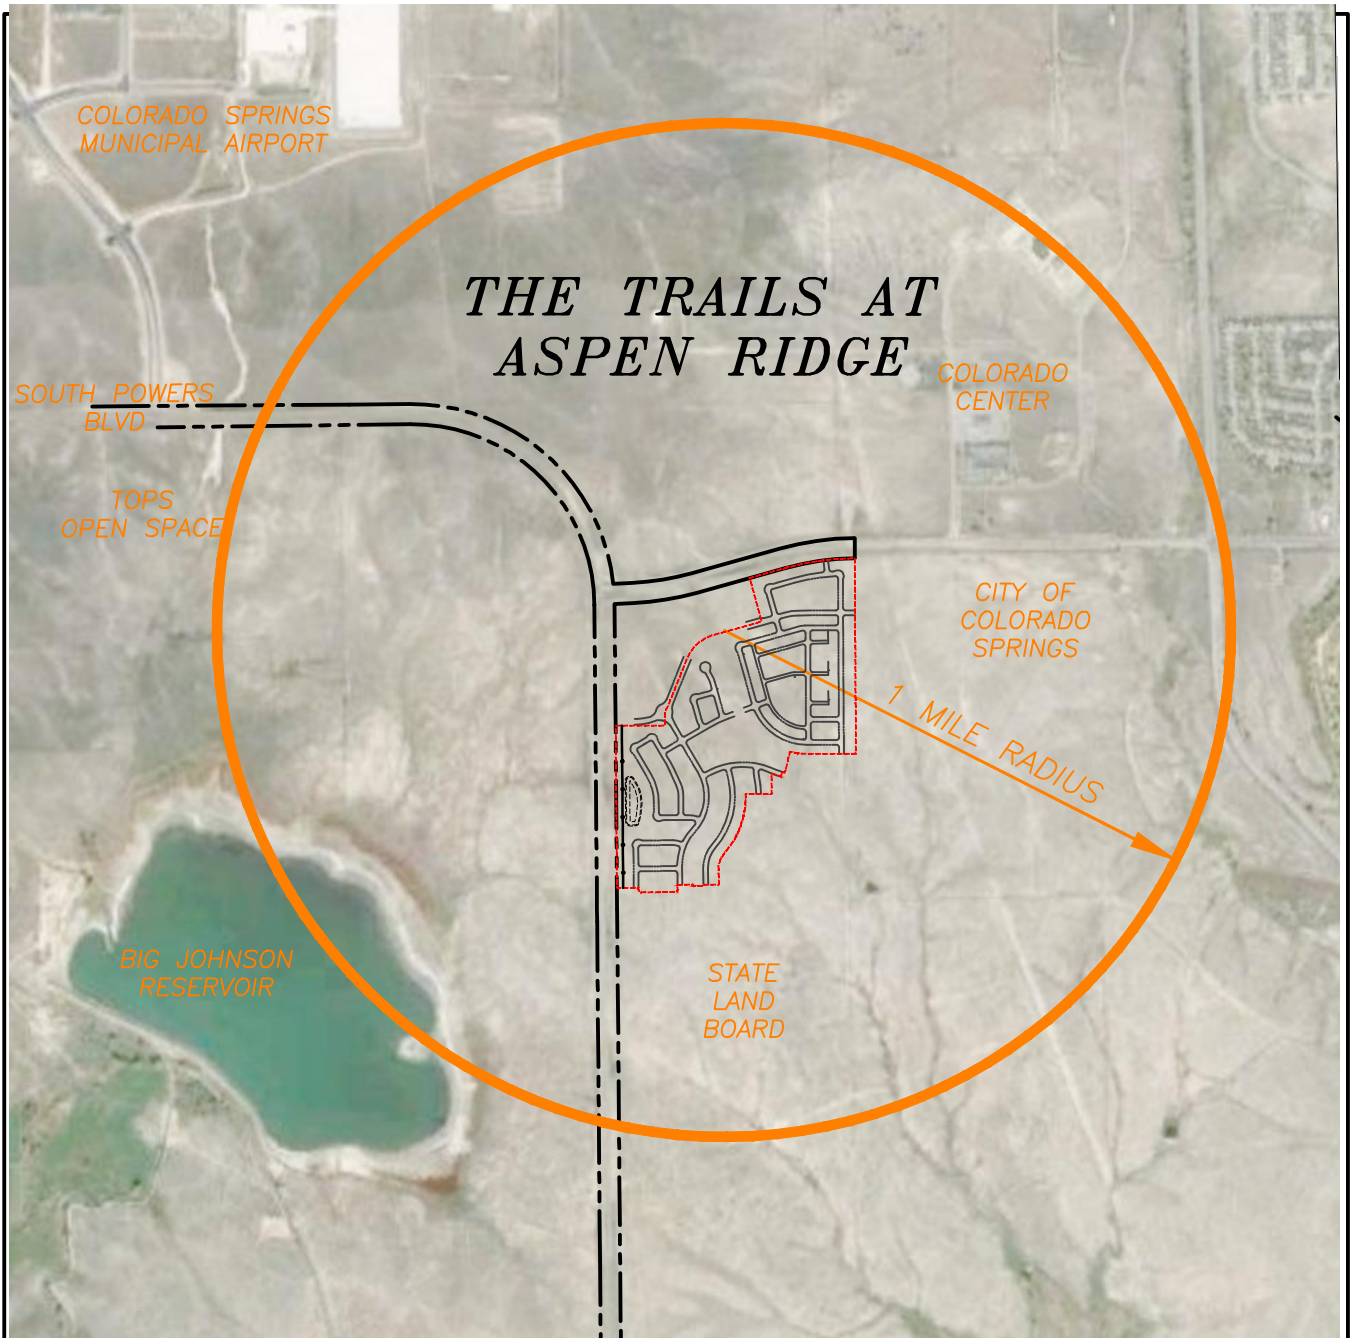 COLORADO SPRINGS
MUNICIPAL AIRPORT
THE TRAILS AT
ASPEN RIDGE
COLORADO
CENTER
SOUTH POWERS
BLVD
TOPS
OPEN SPACE
CITY OF
COLORADO
SPRINGS
1 MILE RADIUS
BIG JOHNSON
RESERVOIR
STATE
LAND
BOARD